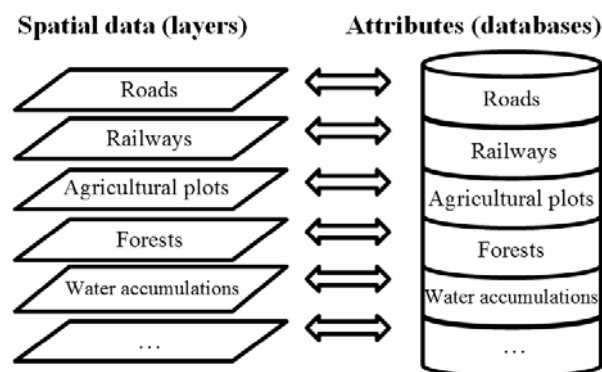 Spatial data (layers) Attributes (databases)
Roads Roads
Railways Railways
Agricultural plots Agricultural plots
Forests Forests
Water accumulations Water accumulations
... ...